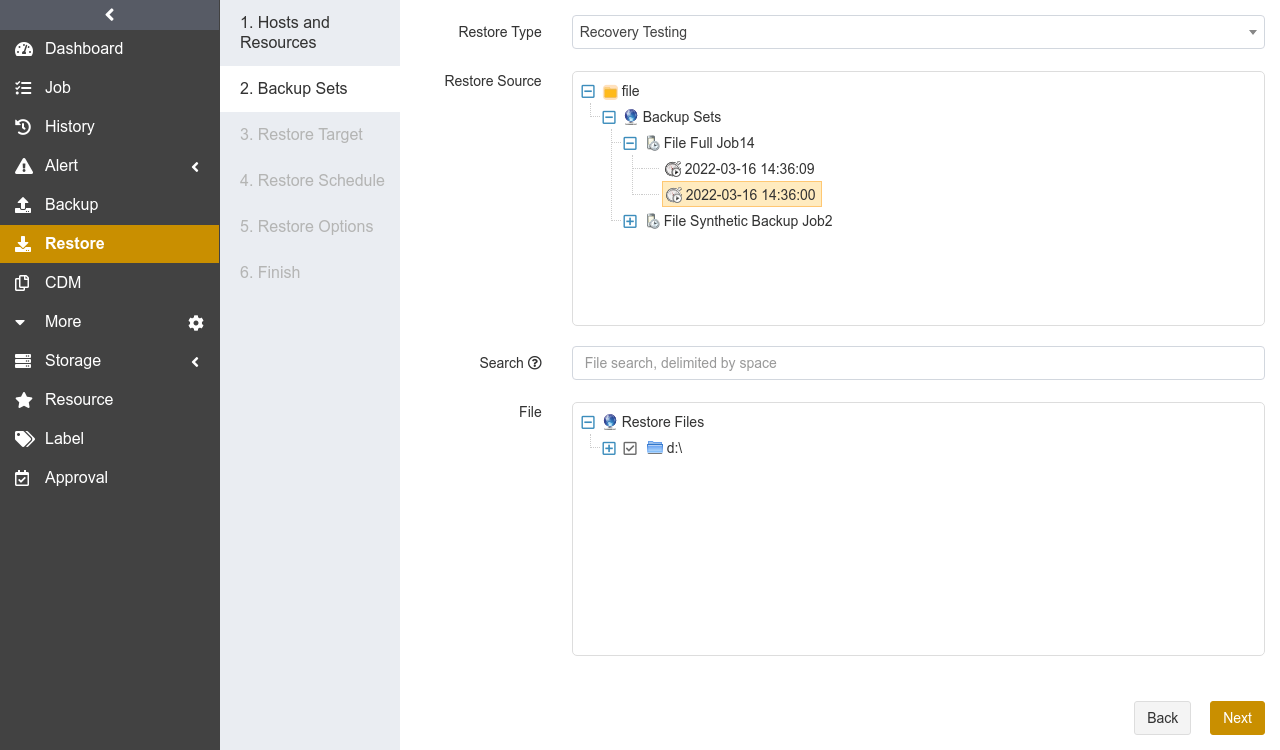 Dashboard
Job
History
Alert
Backup
Restore
CDM
More
Storage
Resource
Label
Approval
1. Hosts and
Resources
2. Backup Sets
3. Restore Target
4. Restore Schedule
5. Restore Options
6. Finish
Restore Type
Recovery Testing
Restore Source
file
Backup Sets
File Full Job14
2022-03-16 14:36:09
2022-03-16 14:36:00
File Synthetic Backup Job2
Search
File search, delimited by space
File
Restore Files
d:\
Back
Next